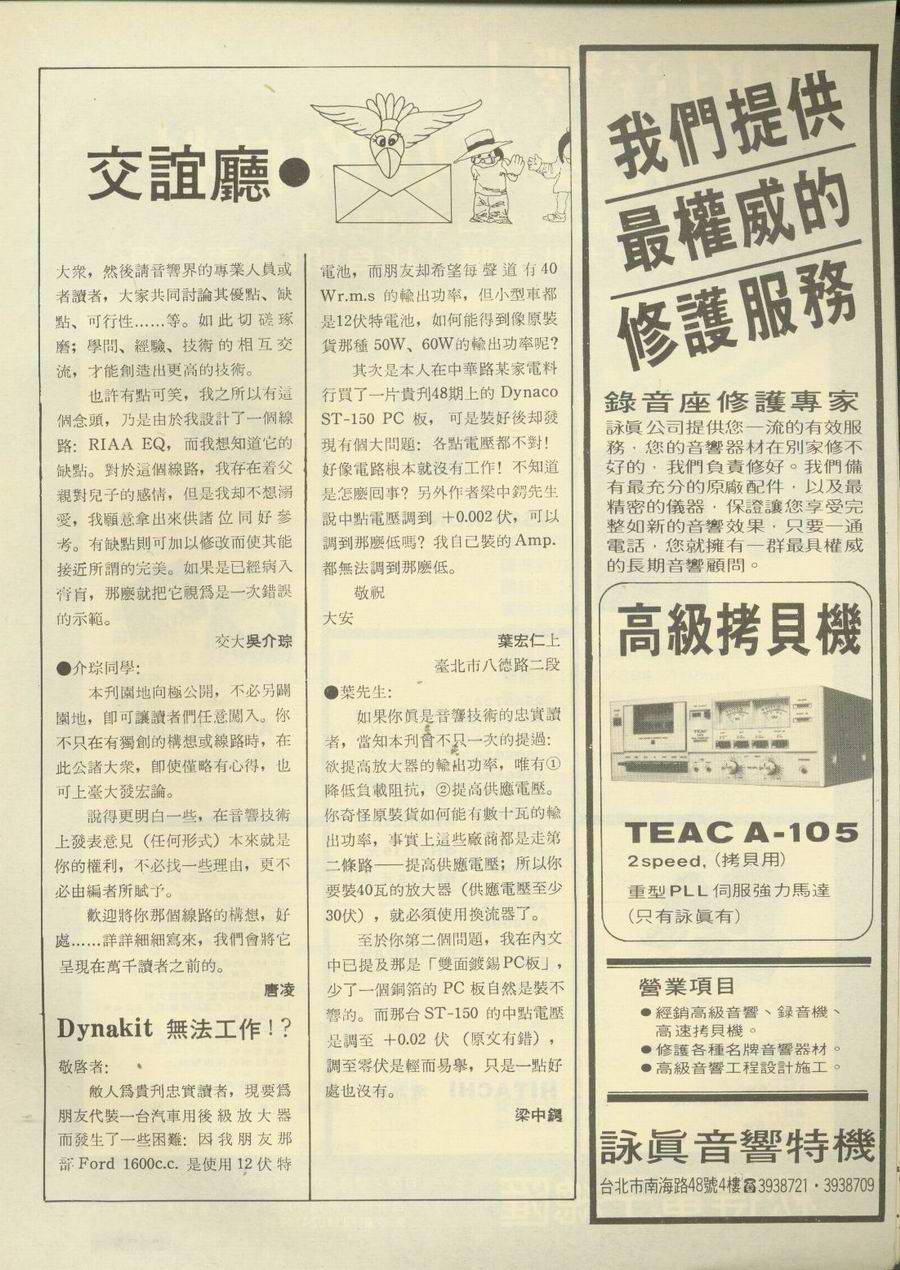 交誼廳●
大衆，然後請音響界的專業人員或
者讀者，大家共同討論其優點、缺
點、可行性……等。如此切磋琢
磨；學問、經驗、技術的相互交
流，才能創造出更高的技術。
也許有點可笑，我之所以有這
個念頭，乃是由於我設計了一個線
路: RIAA EQ, 而我想知道它的
缺點。對於這個線路，我存在着父
親對兒子的感情，但是我却不想溺
愛，我願意拿出來供諸位同好參
考。有缺點則可加以修改而使其能
接近所謂的完美。如果是已經病入
膏肓，那麼就把它視爲是一次錯誤
的示範。
交大吳介琮
●介琮同學:
本刊園地向極公開，不必另闢
園地，卽可讓讀者們任意闖入。你
不只在有獨創的構想或線路時，在
此公諸大衆，卽使僅略有心得，也
可上臺大發宏論。
說得更明白一些，在音響技術
上發表意見（任何形式）本來就是
你的權利，不必找一些理由，更不
必由編者所賦予。
歡迎將你那個線路的構想，好
處……詳詳細細寫來，我們會將它
呈現在萬千讀者之前的。
唐凌
Dynakit 無法工作!?
敬啓者:
敝人爲貴刊忠實讀者，現要爲
朋友代裝一台汽車用後級放大器
而發生了一些困難: 因我朋友那
部 Ford 1600c.c. 是使用12伏特
電池，而朋友却希望每聲道有40
Wr.m.s 的輸出功率，但小型車都
是12伏特電池，如何能得到像原裝
貨那種 50W、60W的輸出功率呢?
其次是本人在中華路某家電料
行買了一片貴刊48期上的 Dynaco
ST-150 PC 板， 可是裝好後却發
現有個大問題: 各點電壓都不對!
好像電路根本就沒有工作! 不知道
是怎麼囘事? 另外作者梁中鍔先生
說中點電壓調到 +0.002伏，可以
調到那麼低嗎? 我自己裝的Amp.
都無法調到那麼低。
敬祝
大安
葉宏仁上
臺北市八德路二段
●葉先生:
如果你眞是音響技術的忠實讀
者，當知本刊曾不只一次的提過:
欲提高放大器的輸出功率，唯有①
降低負載阻抗，②提高供應電壓。
你奇怪原裝貨如何能有數十瓦的輸
出功率，事實上這些廠商都是走第
二條路——提高供應電壓；所以你
要裝40瓦的放大器（供應電壓至少
30伏），就必須使用換流器了。
至於你第二個問題，我在內文
中已提及那是「雙面鍍錫PC板」，
少了一個銅箔的 PC 板自然是裝不
響的。而那台ST-150 的中點電壓
是調至 +0.02 伏（原文有錯），
調至零伏是輕而易擧，只是一點好
處也沒有。
梁中鍔
我們提供
最權威的
修護服務
錄音座修護專家
詠眞公司提供您一流的有效服
務，您的音響器材在別家修不
好的，我們負責修好。我們備
有最充分的原廠配件，以及最
精密的儀器，保證讓您享受完
整如新的音響效果，只要一通
電話，您就擁有一群最具權威
的長期音響顧問。
高級拷貝機
TEAC A-105
2speed, (拷貝用)
重型PLL 伺服強力馬達
(只有詠眞有)
營業項目
●經銷高級音響、錄音機、
高速拷貝機。
●修護各種名牌音響器材。
●高級音響工程設計施工。
詠眞音響特機
台北市南海路48號4樓☎3938721・3938709